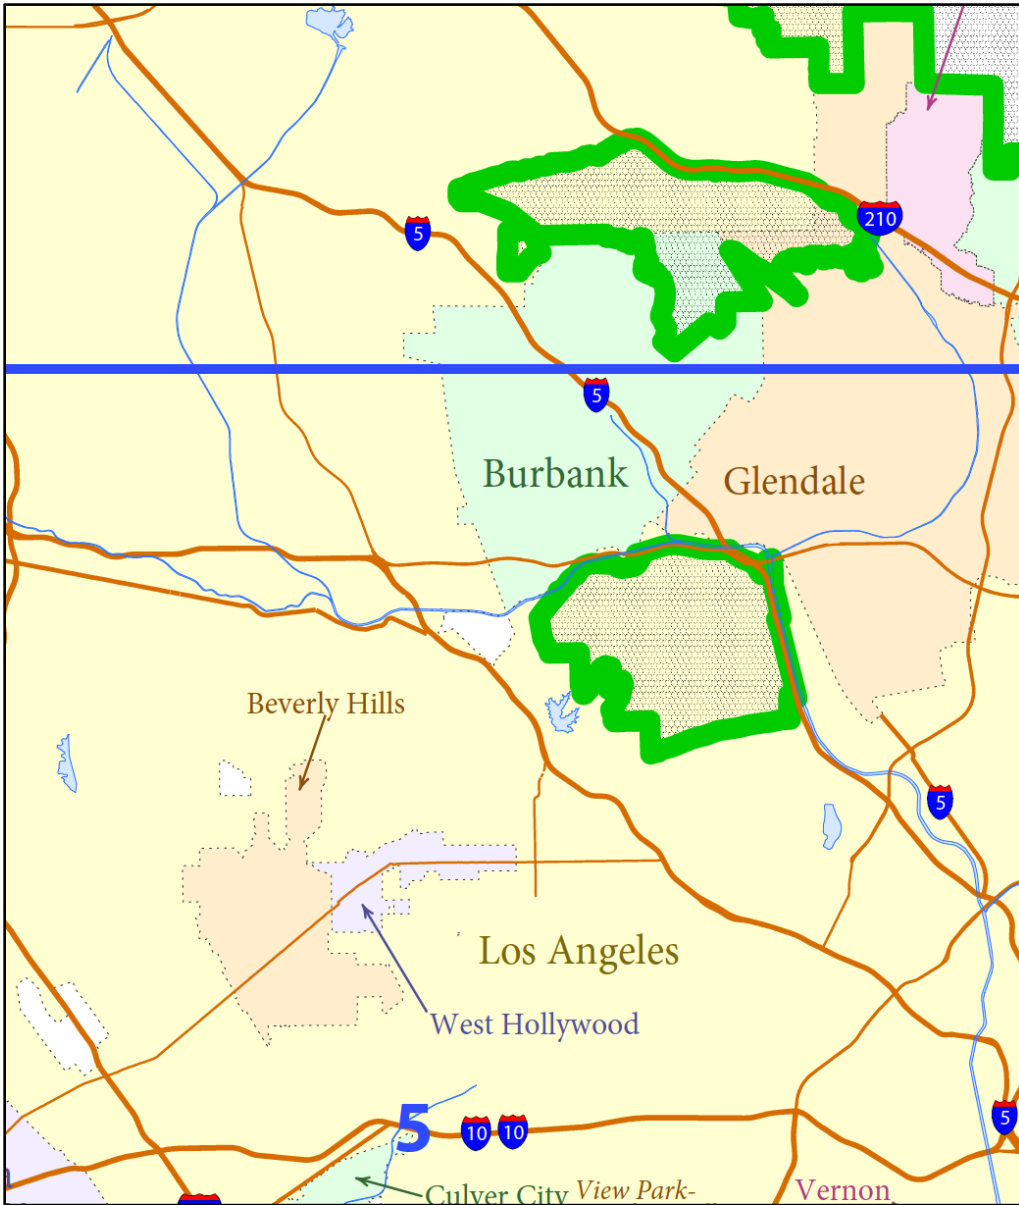 210
5
5
Burbank
Glendale
Beverly Hills
5
Los Angeles
West Hollywood
5
10
10
5
Culver City
View Park-
Vernon